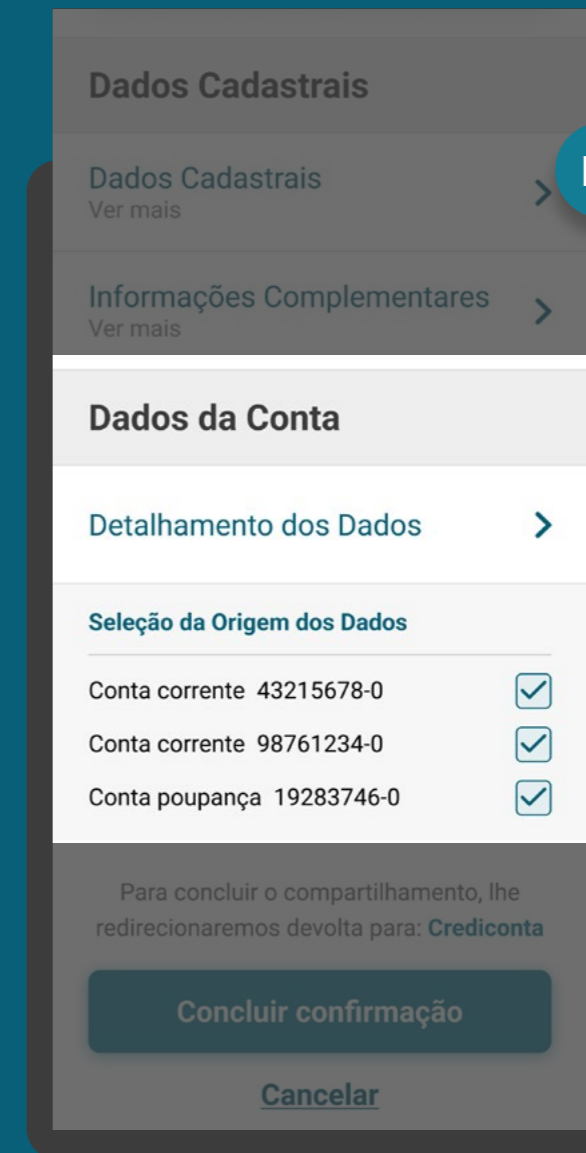 Dados Cadastrais
Dados Cadastrais
Ver mais
Informações Complementares
Ver mais
Dados da Conta
Detalhamento dos Dados
Seleção da Origem dos Dados
Conta corrente 43215678-0
Conta corrente 98761234-0
Conta poupança 19283746-0
Para concluir o compartilhamento, lhe
redirecionaremos devolta para: Crediconta
Concluir confirmação
Cancelar